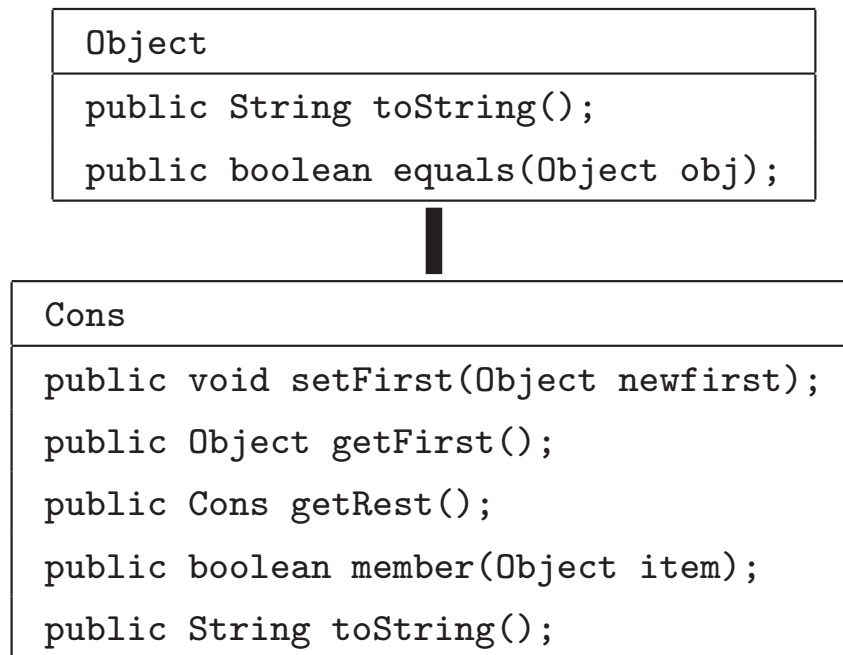 Object
public String toString();
public boolean equals(Object obj);
Cons
public void setFirst(Object newfirst);
public Object getFirst();
public Cons getRest();
public boolean member(Object item);
public String toString();